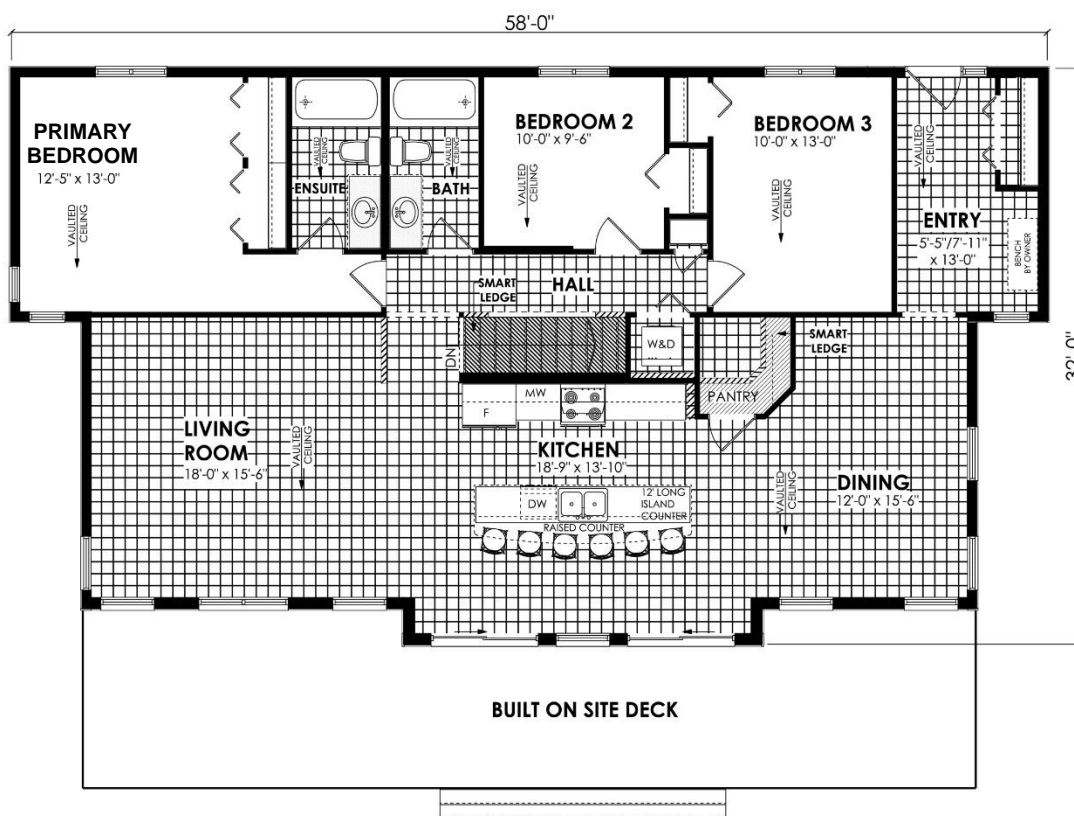 58'-0"
PRIMARY
BEDROOM
12'-5" x 13'-0"
VAULTED
CEILING
VAULTED
CEILING
ENSUITE
VAULTED
CEILING
BATH
BEDROOM 2
10'-0" x 9'-6"
VAULTED
CEILING
BEDROOM 3
10'-0" x 13'-0"
VAULTED
CEILING
VAULTED
CEILING
ENTRY
5'-5"/7'-11"
x 13'-0"
BENCH
BY OWNER
HALL
SMART
LEDGE
DN
W&D
SMART
LEDGE
PANTRY
32'-0"
MW
F
LIVING
ROOM
18'-0" x 15'-6"
VAULTED
CEILING
KITCHEN
18'-9" x 13'-10"
DW
12' LONG
ISLAND
COUNTER
RAISED COUNTER
VAULTED
CEILING
DINING
12'-0" x 15'-6"
BUILT ON SITE DECK